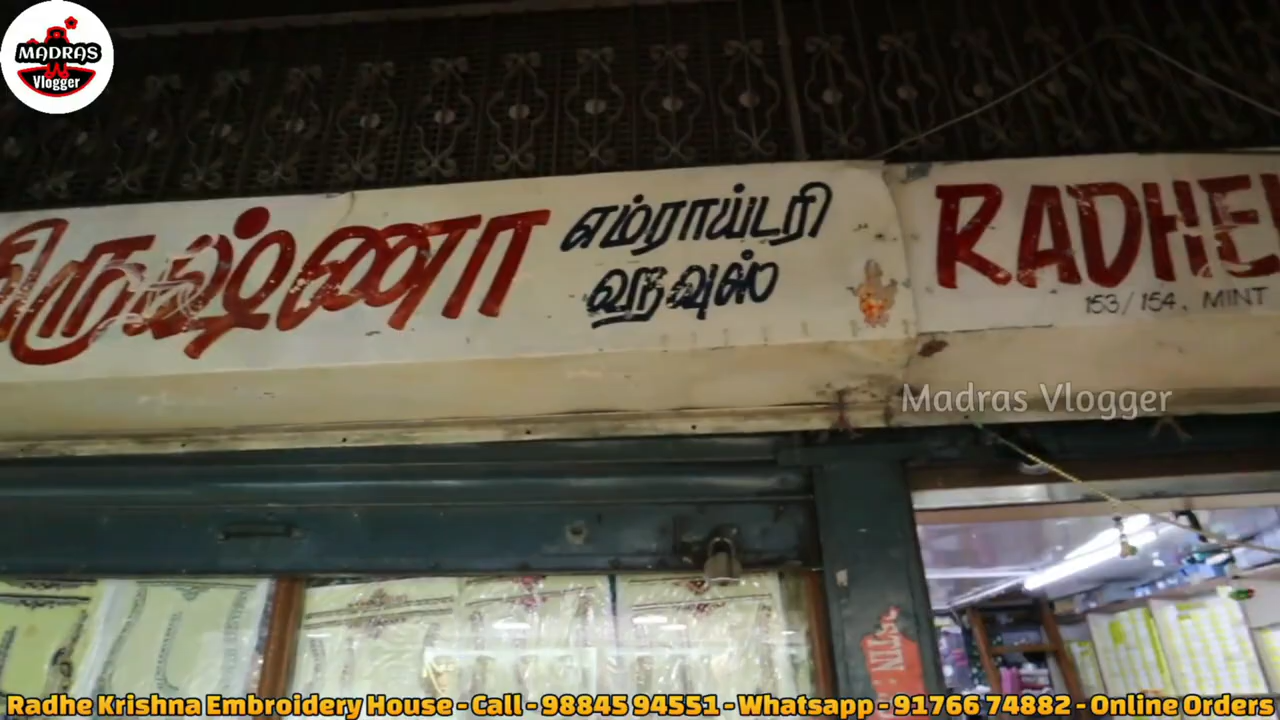 MADRAS
Vlogger
கிருஷ்ணா
எம்ராய்டரி
ஹவுஸ்
RADHE
153/154, MINT
Madras Vlogger
Radhe Krishna Embroidery House - Call - 98845 94551 - Whatsapp - 91766 74882 - Online Orders